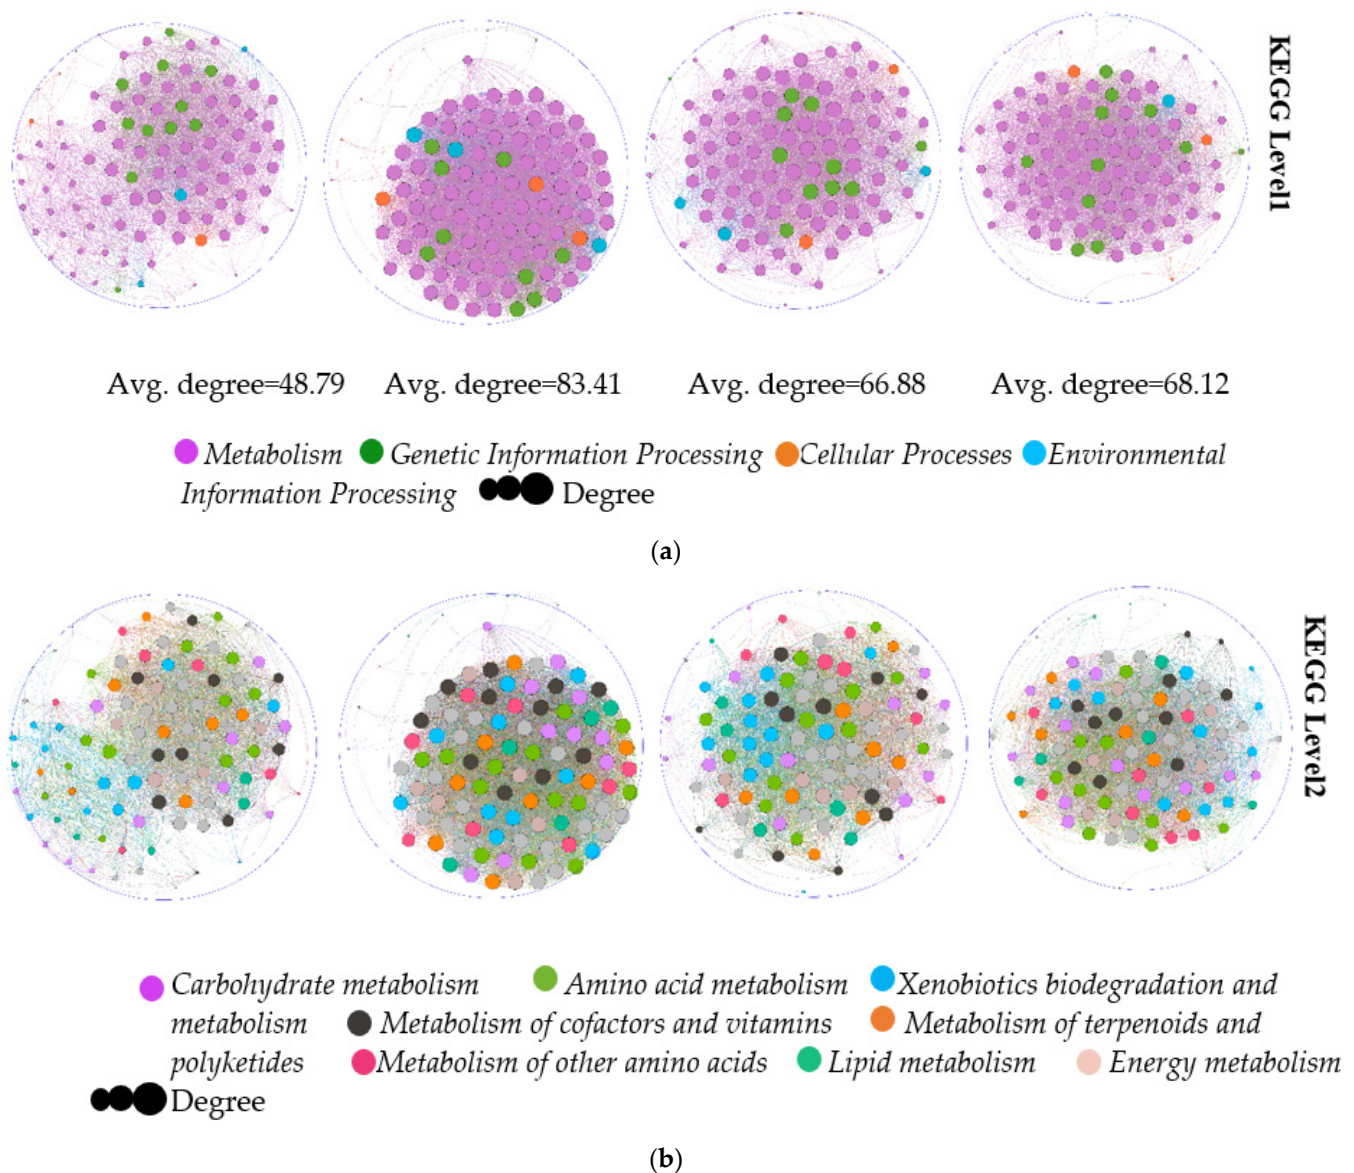 KEGG Level1
Avg. degree=48.79 Avg. degree=83.41 Avg. degree=66.88 Avg. degree=68.12
Metabolism Genetic Information Processing Cellular Processes Environmental
Information Processing Degree
(a)
KEGG Level2
Carbohydrate metabolism Amino acid metabolism Xenobiotics biodegradation and
metabolism Metabolism of cofactors and vitamins Metabolism of terpenoids and
polyketides Metabolism of other amino acids Lipid metabolism Energy metabolism
Degree
(b)